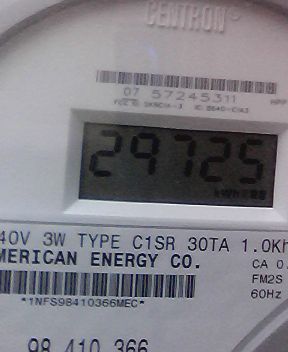 CENTRON®
07 57245311
29725
kWh
40V 3W TYPE C1SR 30TA 1.0Kh
MERICAN ENERGY CO.
CA 0.
FM2S
60Hz
*1NFS98410366MEC*
98 410 366